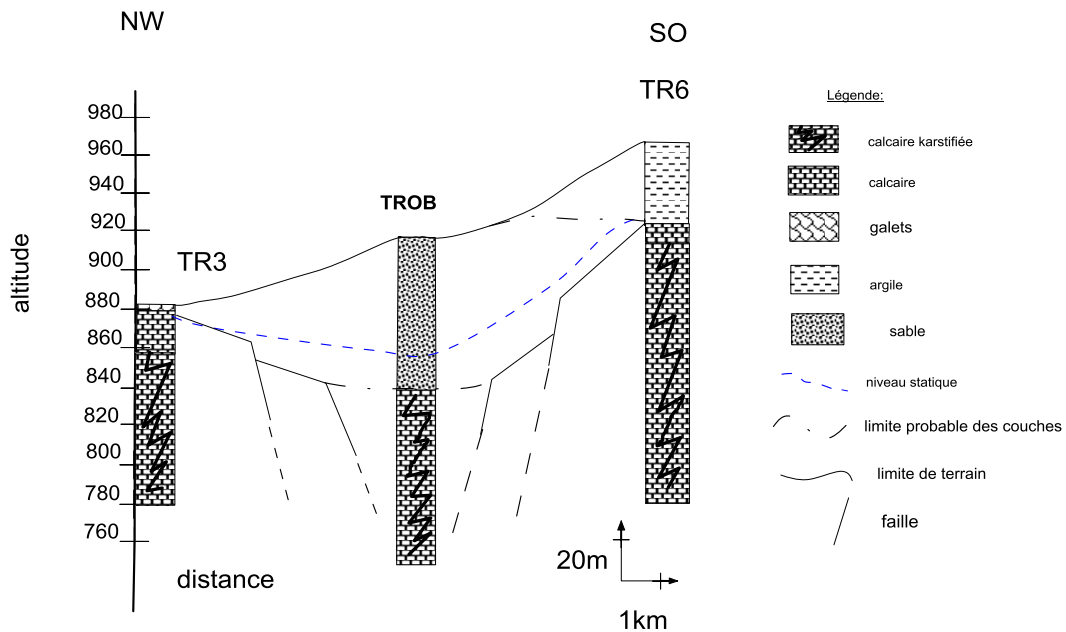 NW
SO
TR6
TROB
TR3
980
960
940
920
900
880
860
840
820
800
780
760
altitude
distance
20m
1km
Légende:
calcaire karstifiée
calcaire
galets
argile
sable
niveau statique
limite probable des couches
limite de terrain
faille